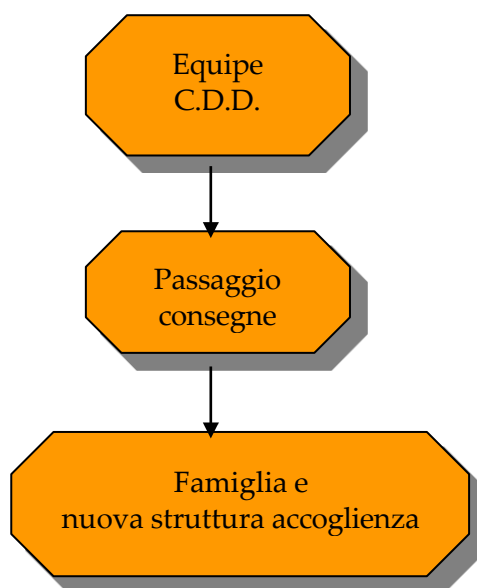 Equipe
C.D.D.
Passaggio
consegne
Famiglia e
nuova struttura accoglienza